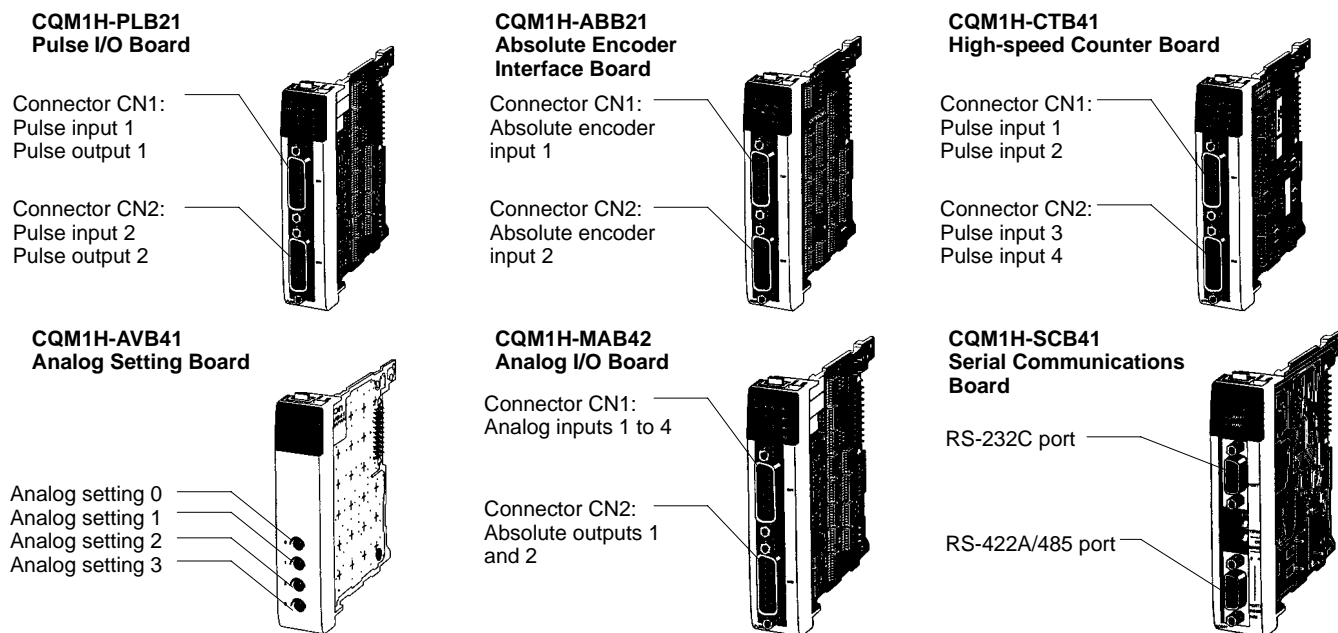 CQM1H-PLB21
Pulse I/O Board
Connector CN1:
Pulse input 1
Pulse output 1
Connector CN2:
Pulse input 2
Pulse output 2
CQM1H-ABB21
Absolute Encoder
Interface Board
Connector CN1:
Absolute encoder
input 1
Connector CN2:
Absolute encoder
input 2
CQM1H-CTB41
High-speed Counter Board
Connector CN1:
Pulse input 1
Pulse input 2
Connector CN2:
Pulse input 3
Pulse input 4
CQM1H-AVB41
Analog Setting Board
Analog setting 0
Analog setting 1
Analog setting 2
Analog setting 3
CQM1H-MAB42
Analog I/O Board
Connector CN1:
Analog inputs 1 to 4
Connector CN2:
Absolute outputs 1
and 2
CQM1H-SCB41
Serial Communications
Board
RS-232C port
RS-422A/485 port